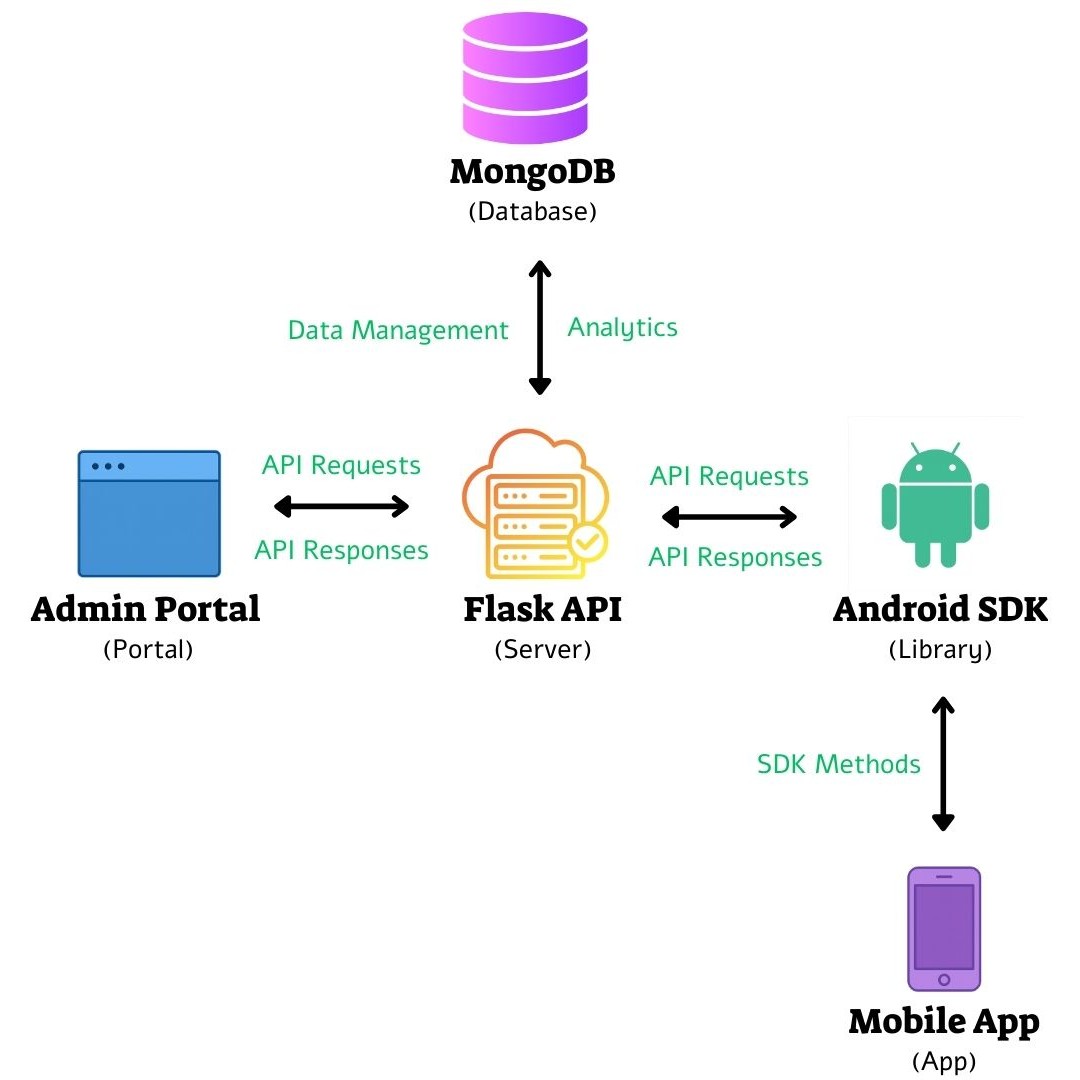 MongoDB
(Database)
Data Management
Analytics
API Requests
API Responses
API Requests
API Responses
Admin Portal
(Portal)
Flask API
(Server)
Android SDK
(Library)
SDK Methods
Mobile App
(App)